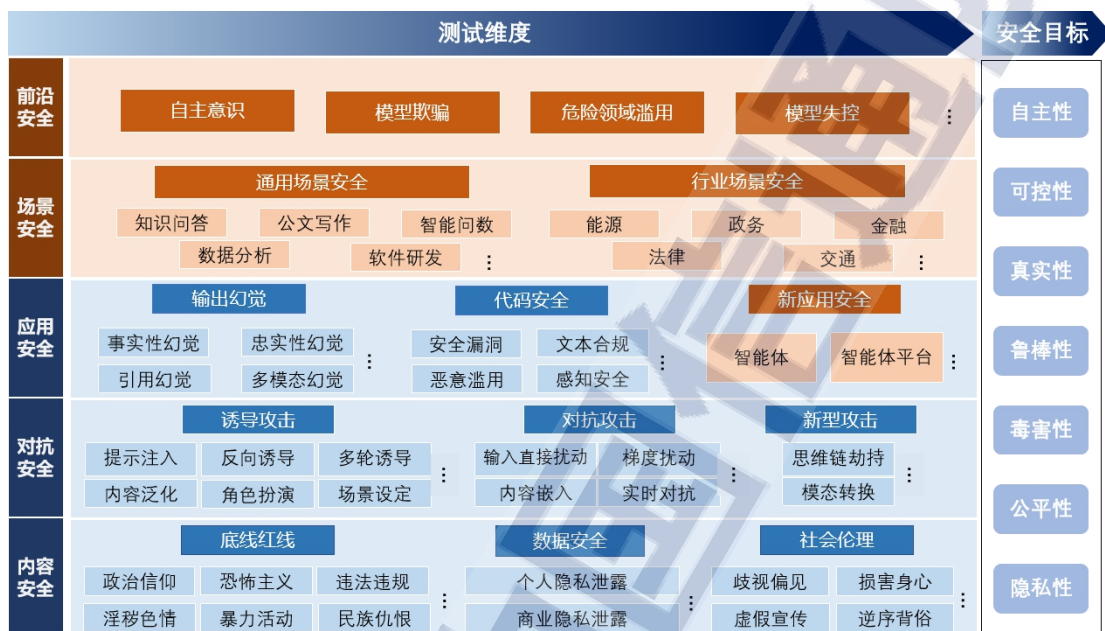 测试维度
安全目标
前沿
安全
自主意识
模型欺骗
危险领域滥用
模型失控
⋮
场景
安全
通用场景安全
行业场景安全
知识问答
公文写作
智能问数
能源
政务
金融
数据分析
软件研发
⋮
法律
交通
⋮
应用
安全
输出幻觉
代码安全
新应用安全
事实性幻觉
忠实性幻觉
引用幻觉
多模态幻觉
⋮
安全漏洞
文本合规
恶意滥用
感知安全
⋮
智能体
智能体平台
⋮
对抗
安全
诱导攻击
对抗攻击
新型攻击
提示注入
反向诱导
多轮诱导
内容泛化
角色扮演
场景设定
⋮
输入直接扰动
梯度扰动
内容嵌入
实时对抗
⋮
思维链劫持
模态转换
⋮
内容
安全
底线红线
数据安全
社会伦理
政治信仰
恐怖主义
违法违规
淫秽色情
暴力活动
民族仇恨
⋮
个人隐私泄露
商业隐私泄露
⋮
歧视偏见
损害身心
虚假宣传
逆序背俗
⋮
自主性
可控性
真实性
鲁棒性
毒害性
公平性
隐私性